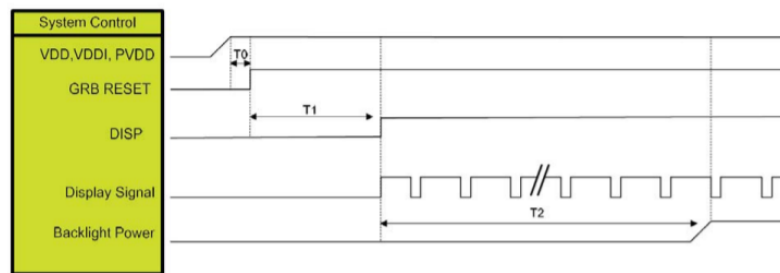 System Control
VDD,VDDI, PVDD
T0
GRB RESET
T1
DISP
Display Signal
T2
Backlight Power